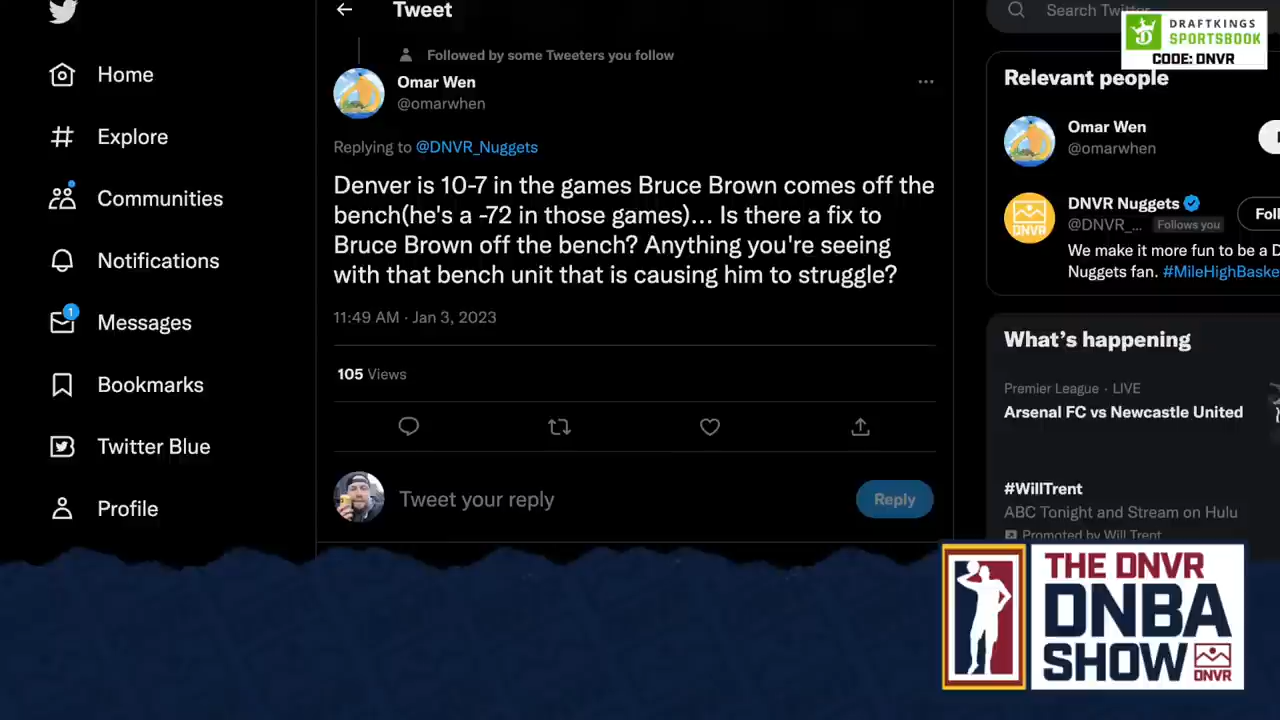 Tweet
Search Twitter
DRAFTKINGS
SPORTSBOOK
CODE: DNVR
Home
Explore
Communities
Notifications
1
Messages
Bookmarks
Twitter Blue
Profile
Followed by some Tweeters you follow
Omar Wen
@omarwhen
Replying to @DNVR_Nuggets
Denver is 10-7 in the games Bruce Brown comes off the
bench(he's a -72 in those games)... Is there a fix to
Bruce Brown off the bench? Anything you're seeing
with that bench unit that is causing him to struggle?
11:49 AM · Jan 3, 2023
105 Views
Tweet your reply
Reply
Relevant people
Omar Wen
@omarwhen
DNVR
DNVR Nuggets
@DNVR_... Follows you
Foll
We make it more fun to be a D
Nuggets fan. #MileHighBaske
What's happening
Premier League · LIVE
Arsenal FC vs Newcastle United
#WillTrent
ABC Tonight and Stream on Hulu
Promoted by Will Trent
THE DNVR
DNBA
SHOW
DNVR